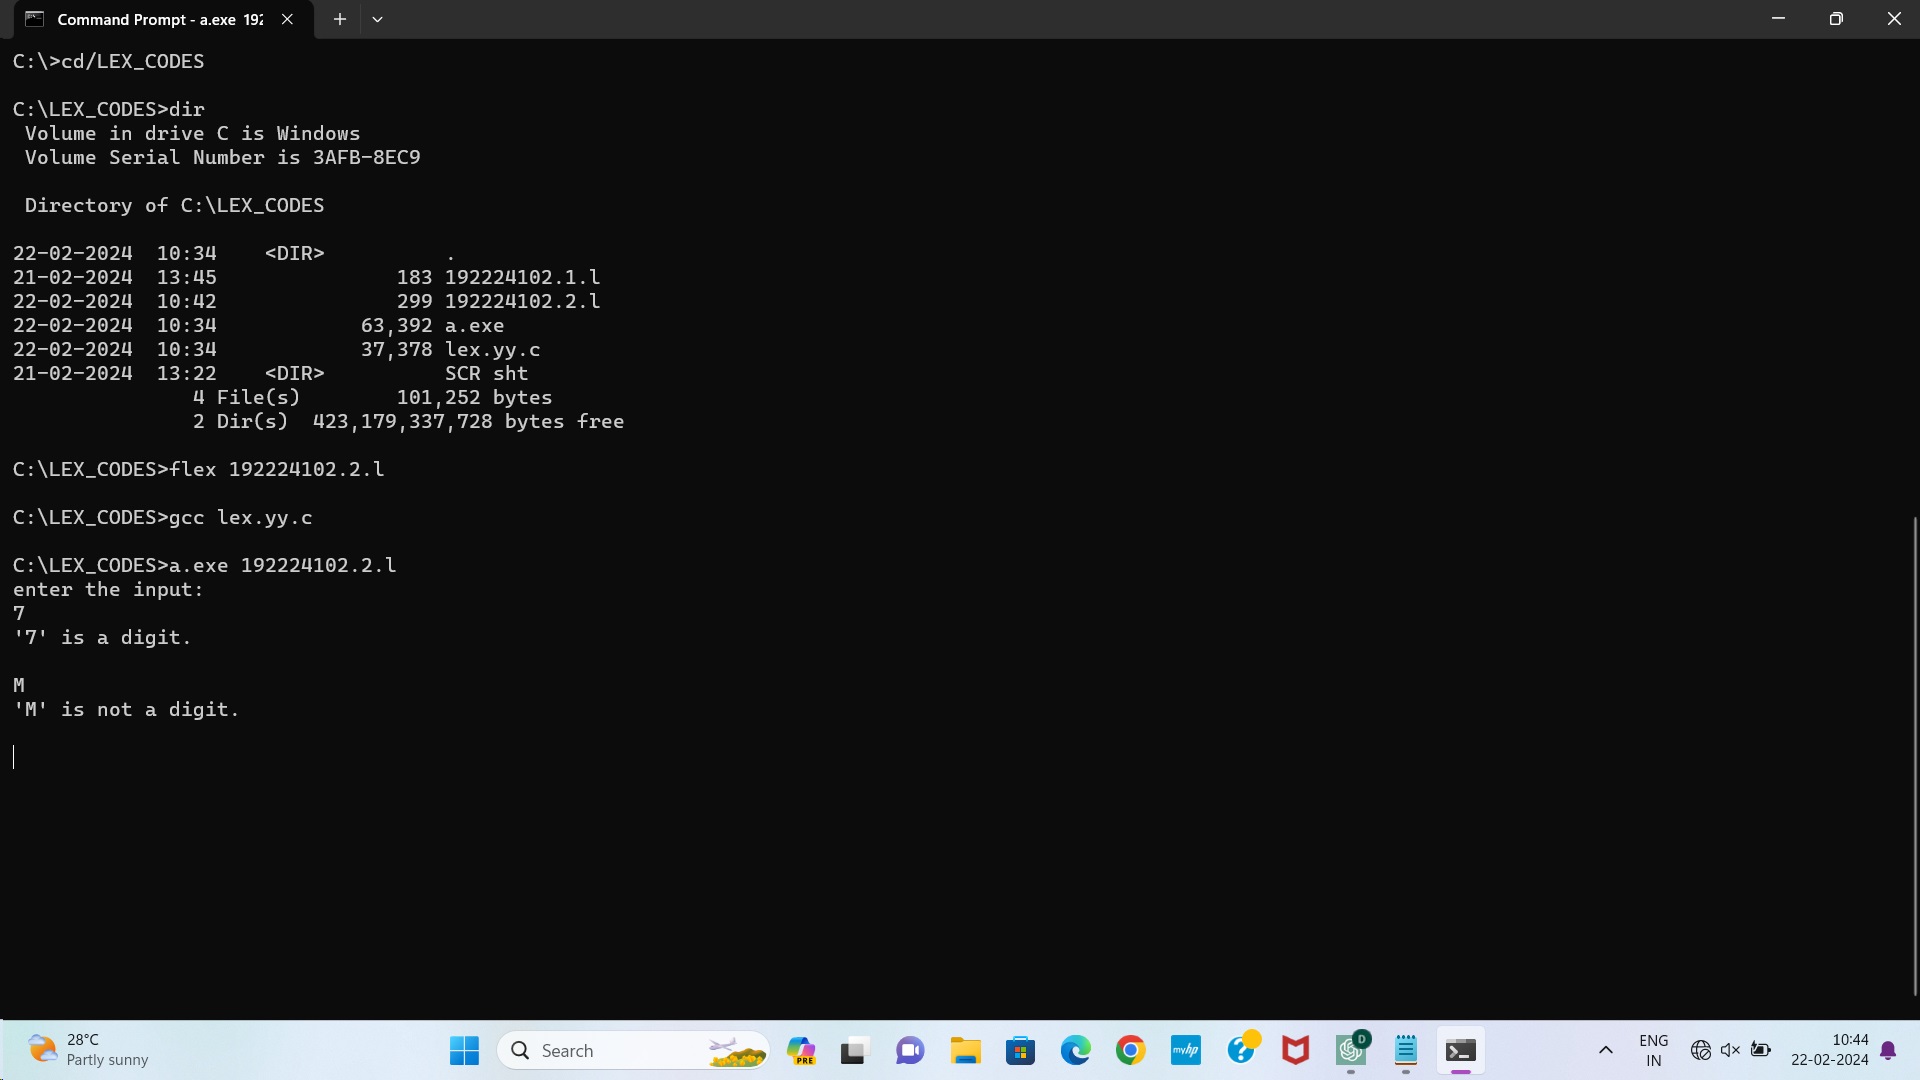 Command Prompt - a.exe 192
C:\>cd/LEX_CODES
C:\LEX_CODES>dir
Volume in drive C is Windows
Volume Serial Number is 3AFB-8EC9
Directory of C:\LEX_CODES
22-02-2024  10:34    <DIR>          .
21-02-2024  13:45               183 192224102.1.l
22-02-2024  10:42               299 192224102.2.l
22-02-2024  10:34            63,392 a.exe
22-02-2024  10:34            37,378 lex.yy.c
21-02-2024  13:22    <DIR>          SCR sht
4 File(s)        101,252 bytes
2 Dir(s)  423,179,337,728 bytes free
C:\LEX_CODES>flex 192224102.2.l
C:\LEX_CODES>gcc lex.yy.c
C:\LEX_CODES>a.exe 192224102.2.l
enter the input:
7
'7' is a digit.
M
'M' is not a digit.
28°C
Partly sunny
Search
PRE
myhp
D
ENG
IN
10:44
22-02-2024